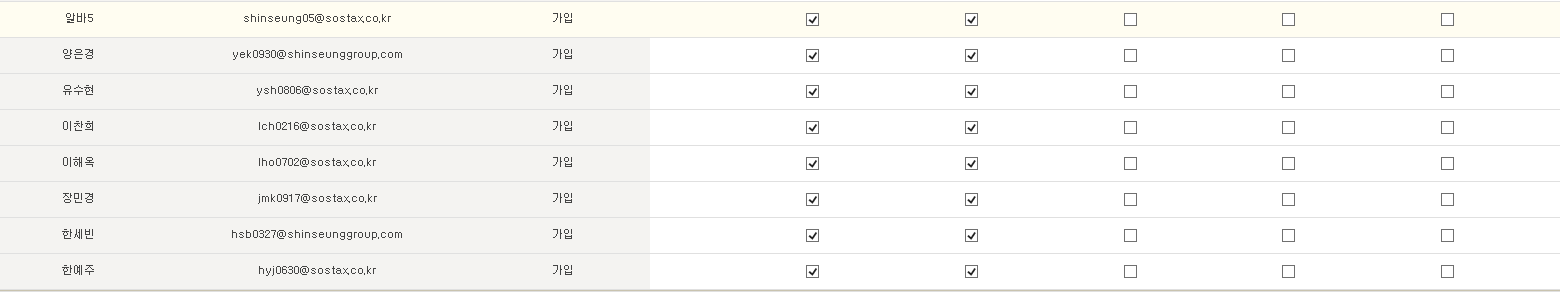 알바5 shinseung05@sostax.co.kr 가입
양은경 yek0930@shinseunggroup.com 가입
유수현 ysh0806@sostax.co.kr 가입
이찬희 lch0216@sostax.co.kr 가입
이해옥 lho0702@sostax.co.kr 가입
장민경 jmk0917@sostax.co.kr 가입
한세빈 hsb0327@shinseunggroup.com 가입
한예주 hyj0630@sostax.co.kr 가입